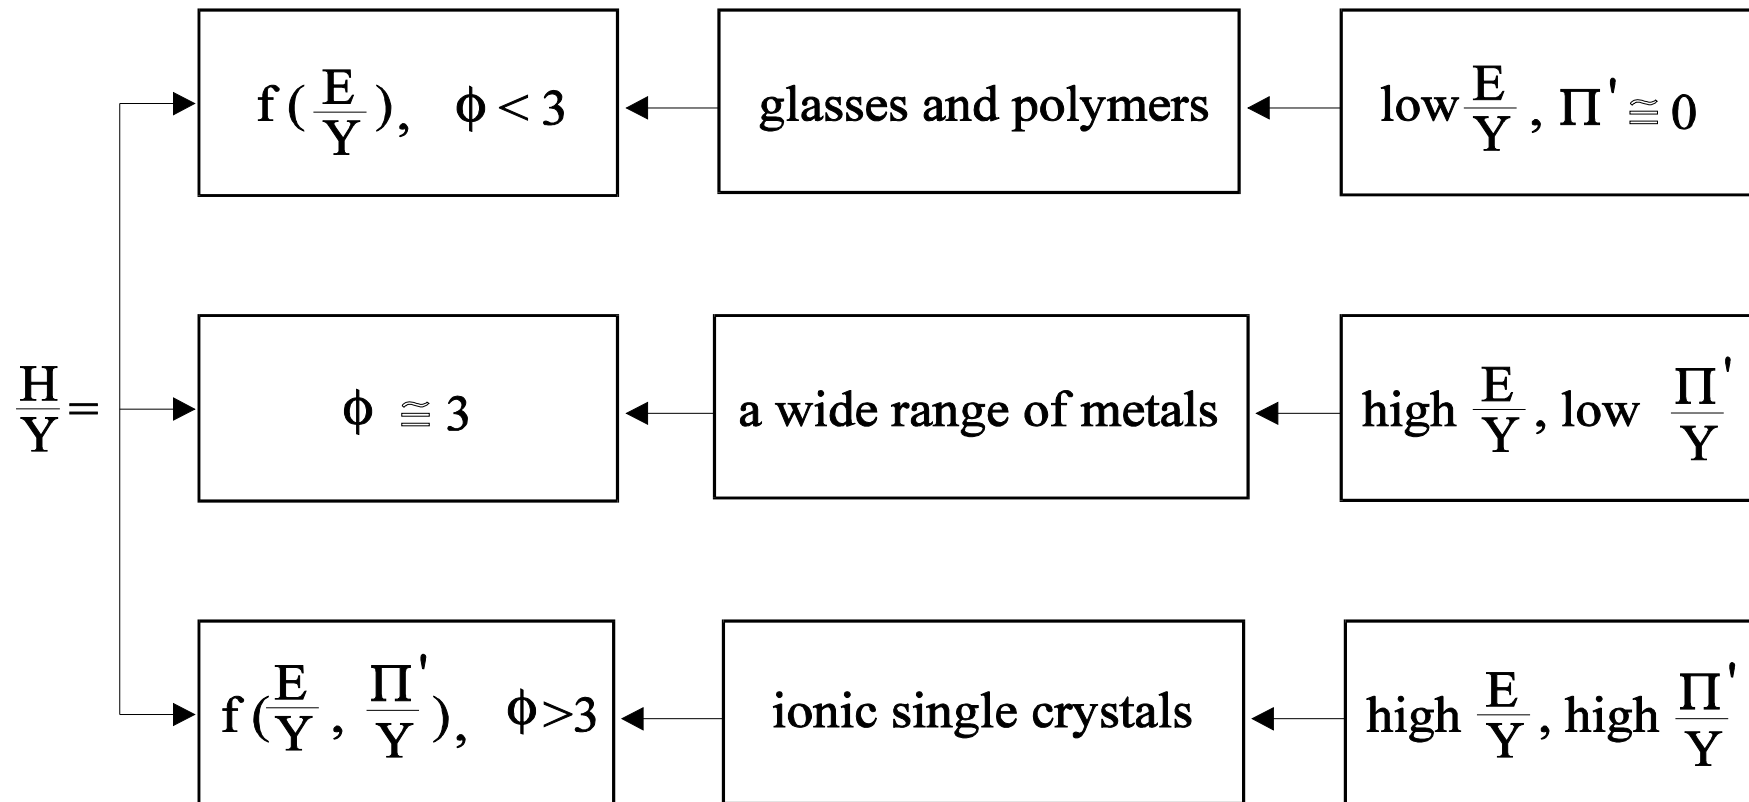 f(E/Y), ϕ < 3
glasses and polymers
low E/Y, Π' ≅ 0
H/Y =
ϕ ≅ 3
a wide range of metals
high E/Y, low Π'/Y
f(E/Y, Π'/Y), ϕ>3
ionic single crystals
high E/Y, high Π'/Y